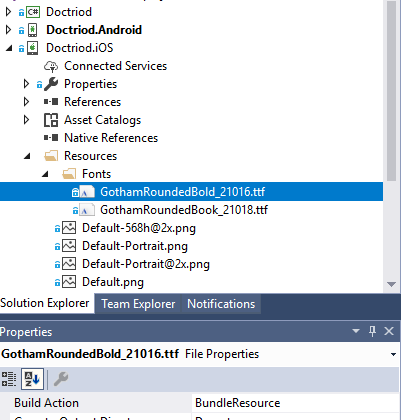 Doctriod
Doctriod.Android
Doctriod.iOS
Connected Services
Properties
References
Asset Catalogs
Native References
Resources
Fonts
GothamRoundedBold_21016.ttf
GothamRoundedBook_21018.ttf
Default-568h@2x.png
Default-Portrait.png
Default-Portrait@2x.png
Default.png
Solution Explorer Team Explorer Notifications
Properties
GothamRoundedBold_21016.ttf File Properties
Build Action BundleResource